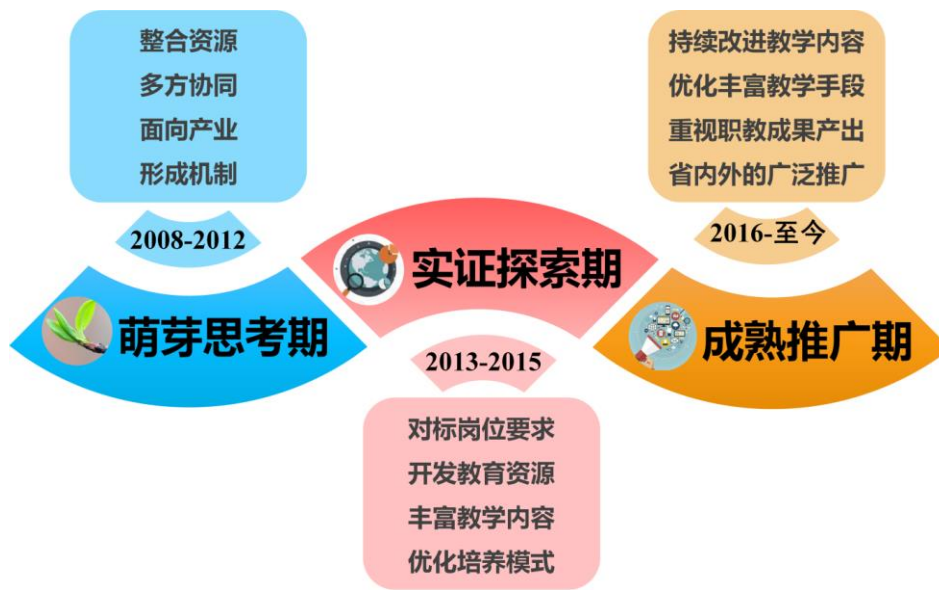 整合资源
多方协同
面向产业
形成机制
2008-2012
萌芽思考期
实证探索期
2013-2015
对标岗位要求
开发教育资源
丰富教学内容
优化培养模式
持续改进教学内容
优化丰富教学手段
重视职教成果产出
省内外的广泛推广
2016-至今
成熟推广期